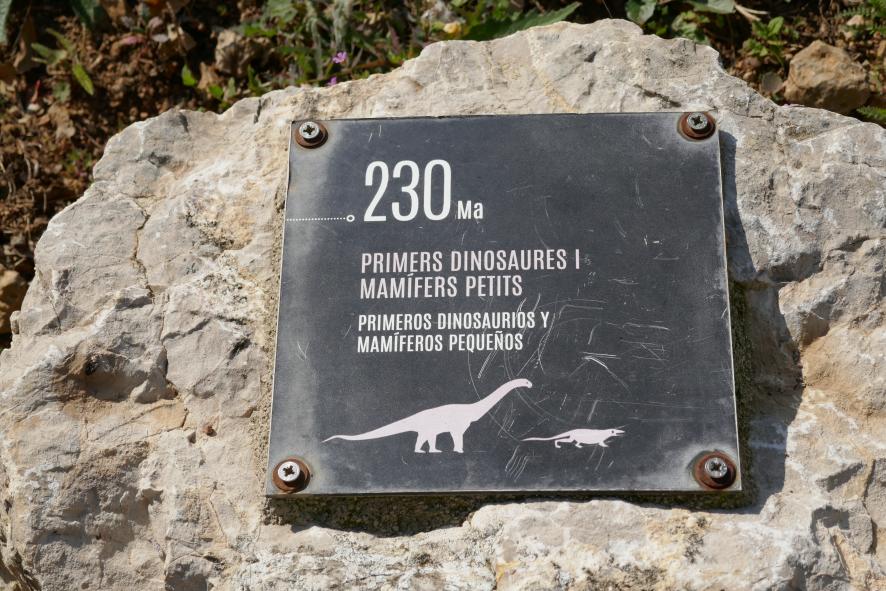 230 Ma
PRIMERS DINOSAURES I
MAMÍFERS PETITS
PRIMEROS DINOSAURIOS Y
MAMÍFEROS PEQUEÑOS